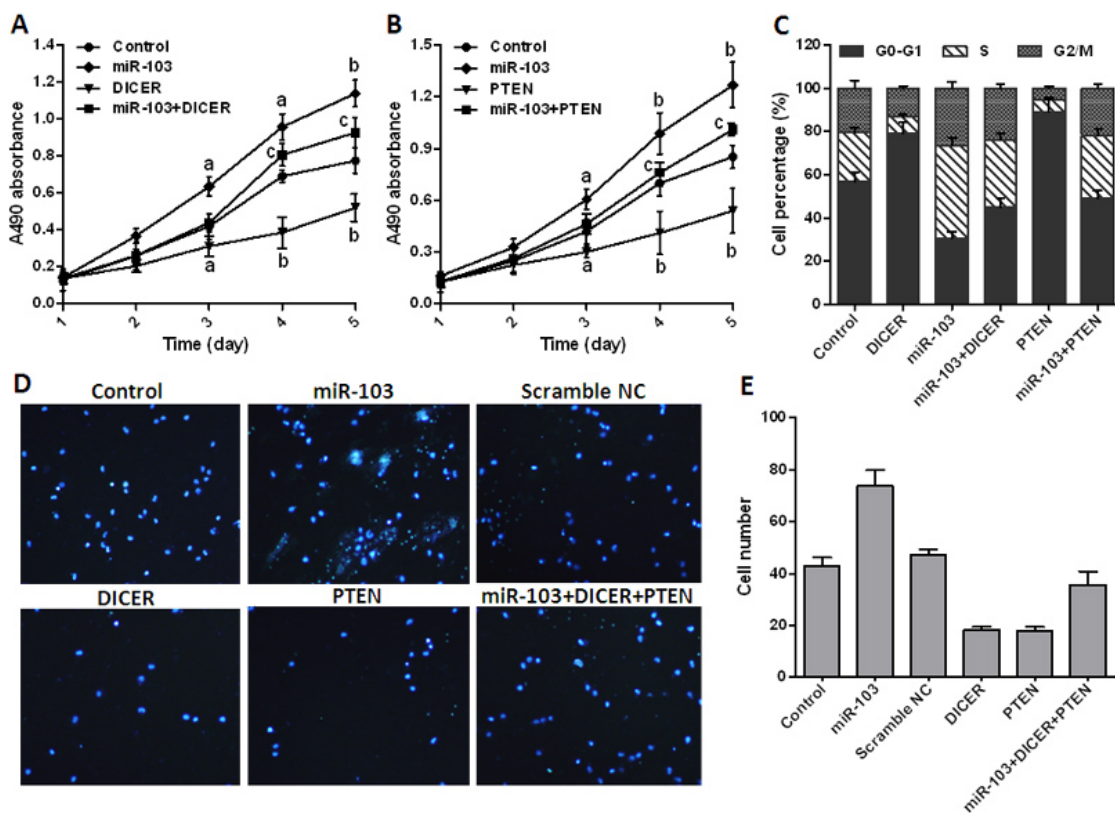 A
Control
miR-103
DICER
miR-103+DICER
A490 absorbance
1.4
1.2
1.0
0.8
0.6
0.4
0.2
0.0
a
a
b
c
c
a
b
b
1
2
3
4
5
Time (day)
B
Control
miR-103
PTEN
miR-103+PTEN
A490 absorbance
1.5
1.2
0.9
0.6
0.3
0.0
a
b
b
c
c
a
b
b
1
2
3
4
5
Time (day)
C
G0-G1
S
G2/M
Cell percentage (%)
120
100
80
60
40
20
0
Control
DICER
miR-103
miR-103+DICER
PTEN
miR-103+PTEN
D
Control
miR-103
Scramble NC
DICER
PTEN
miR-103+DICER+PTEN
E
Cell number
100
80
60
40
20
0
Control
miR-103
Scramble NC
DICER
PTEN
miR-103+DICER+PTEN